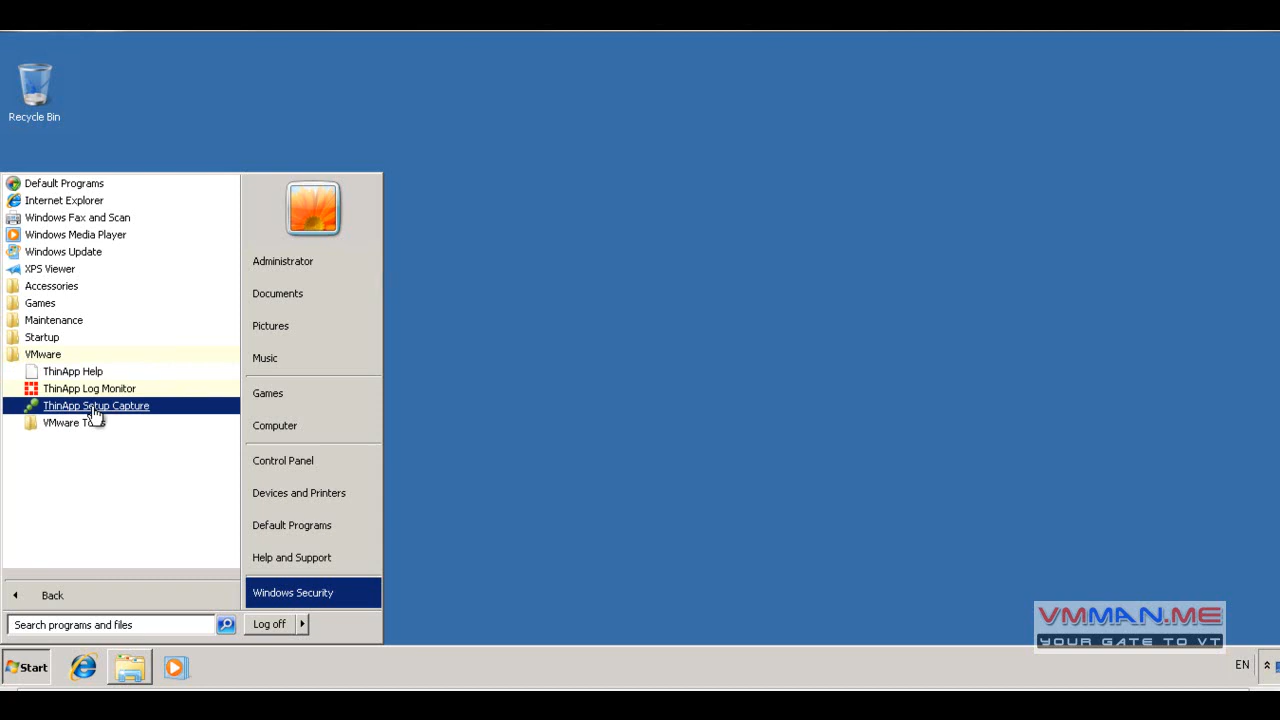 Recycle Bin
Default Programs
Internet Explorer
Windows Fax and Scan
Windows Media Player
Windows Update
XPS Viewer
Accessories
Games
Maintenance
Startup
VMware
ThinApp Help
ThinApp Log Monitor
ThinApp Setup Capture
VMware
Back
Search programs and files
Administrator
Documents
Pictures
Music
Games
Computer
Control Panel
Devices and Printers
Default Programs
Help and Support
Windows Security
Log off
Start
EN
VMMAN.ME
YOUR GATE TO VT